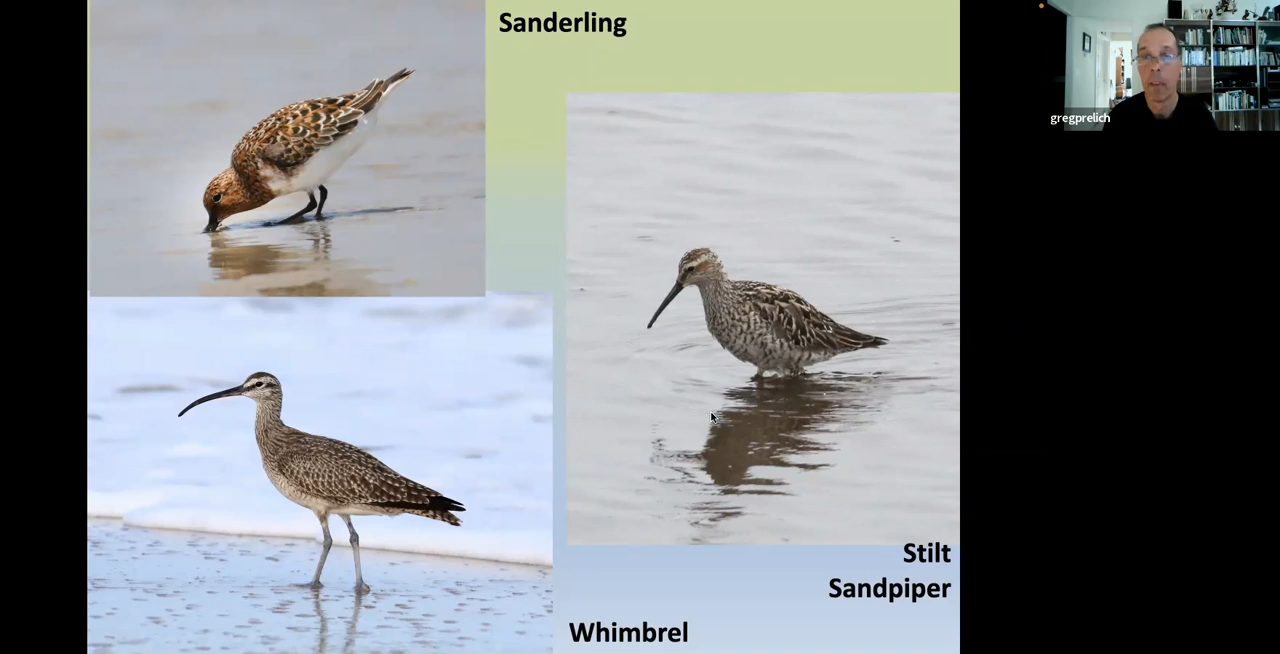 Sanderling
gregprelich
Stilt
Sandpiper
Whimbrel